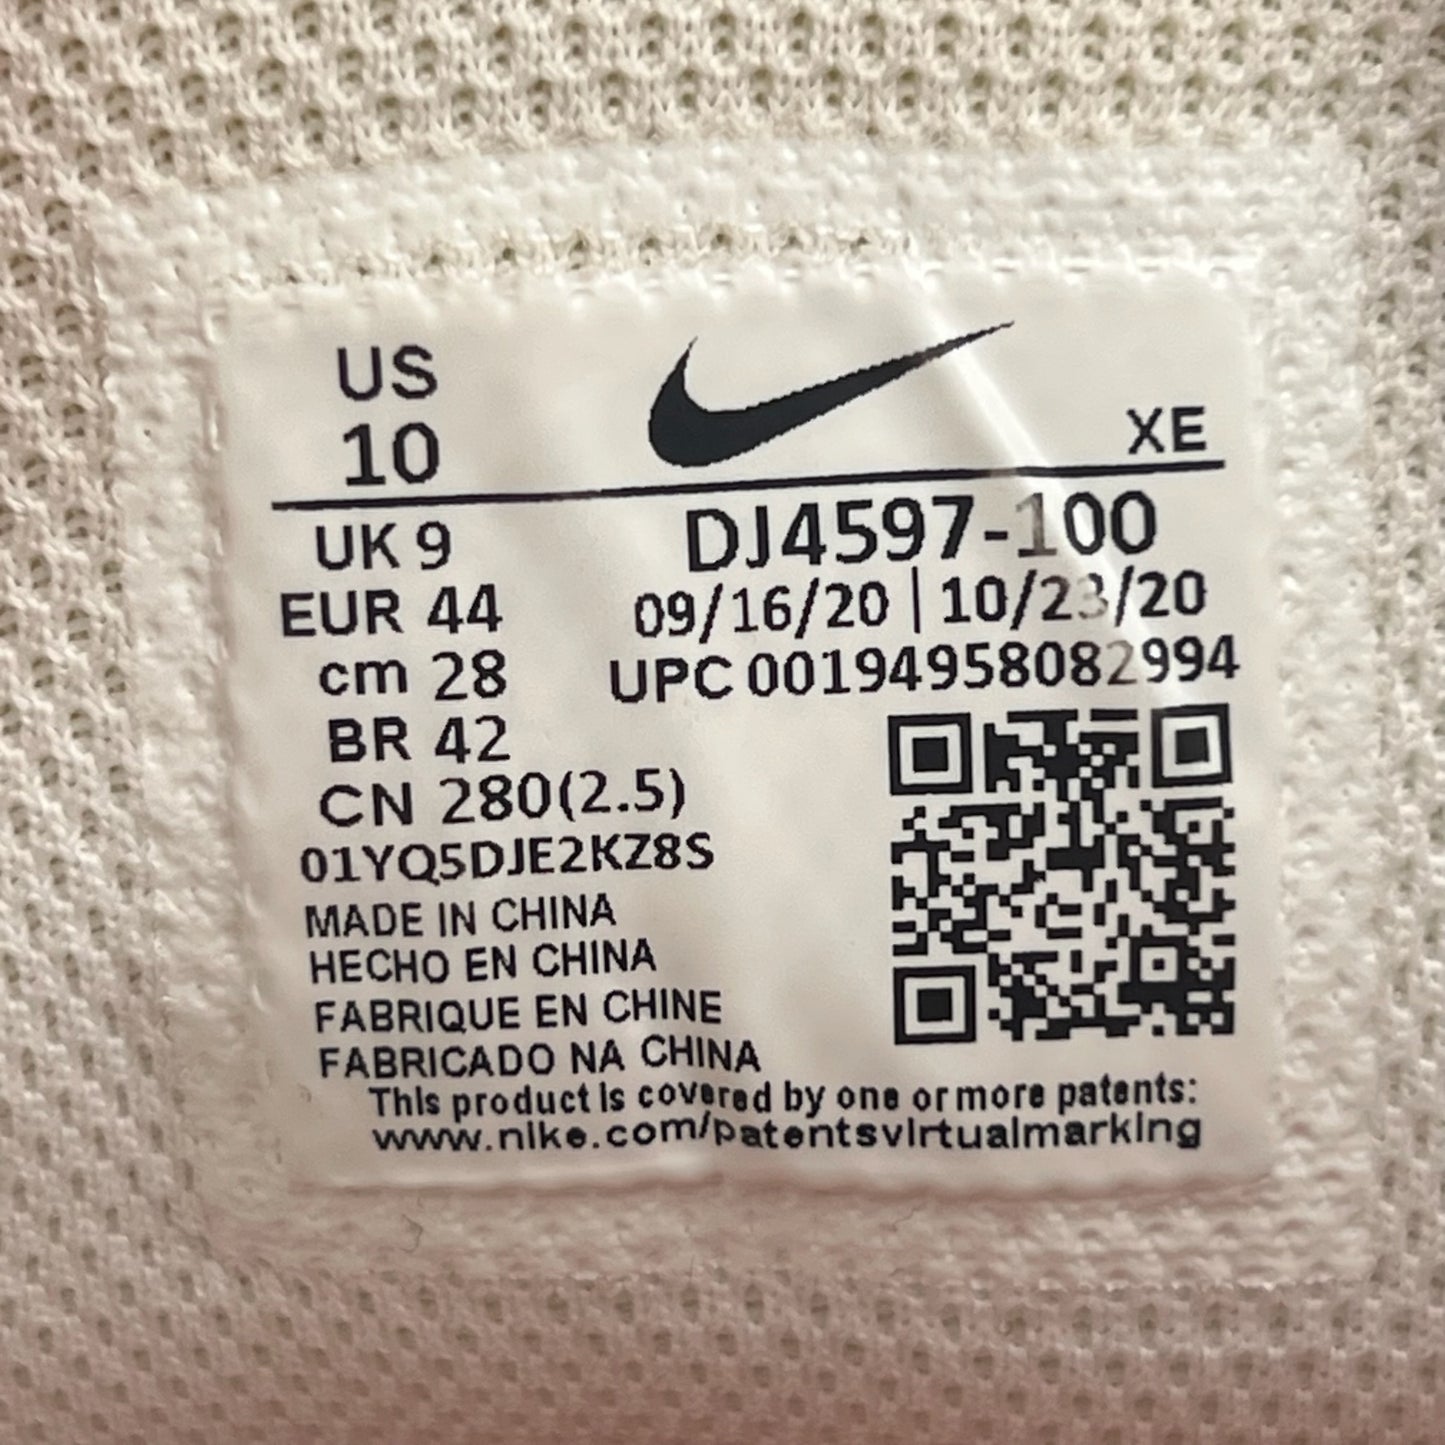 US
10
XE
UK 9
EUR 44
cm 28
BR 42
CN 280(2.5)
DJ4597-100
09/16/20 | 10/23/20
UPC 00194958082994
01YQ5DJE2KZ8S
MADE IN CHINA
HECHO EN CHINA
FABRIQUE EN CHINE
FABRICADO NA CHINA
This product is covered by one or more patents:
www.nike.com/patentsvirtualmarking